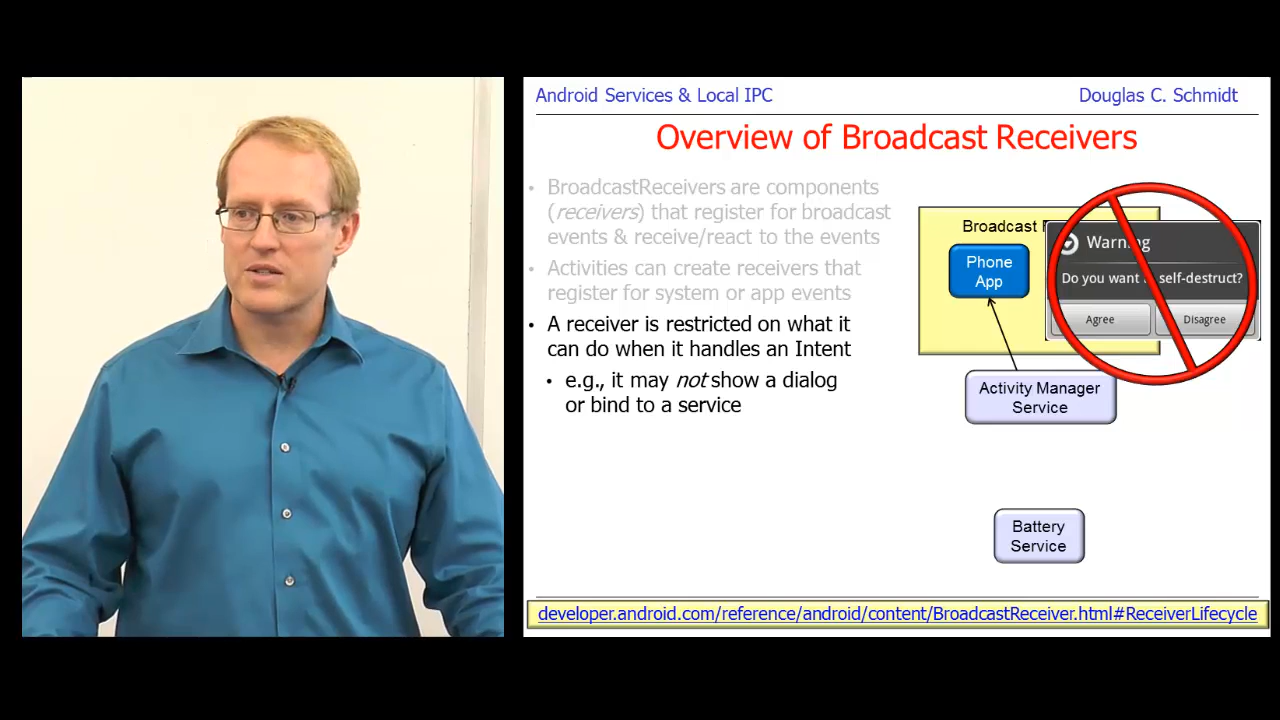 Android Services & Local IPC
Douglas C. Schmidt
Overview of Broadcast Receivers
• BroadcastReceivers are components
(receivers) that register for broadcast
events & receive/react to the events
• Activities can create receivers that
register for system or app events
• A receiver is restricted on what it
can do when it handles an Intent
• e.g., it may not show a dialog
or bind to a service
Broadcast
Phone
App
Warning
Do you want self-destruct?
Agree
Disagree
Activity Manager
Service
Battery
Service
developer.android.com/reference/android/content/BroadcastReceiver.html#ReceiverLifecycle